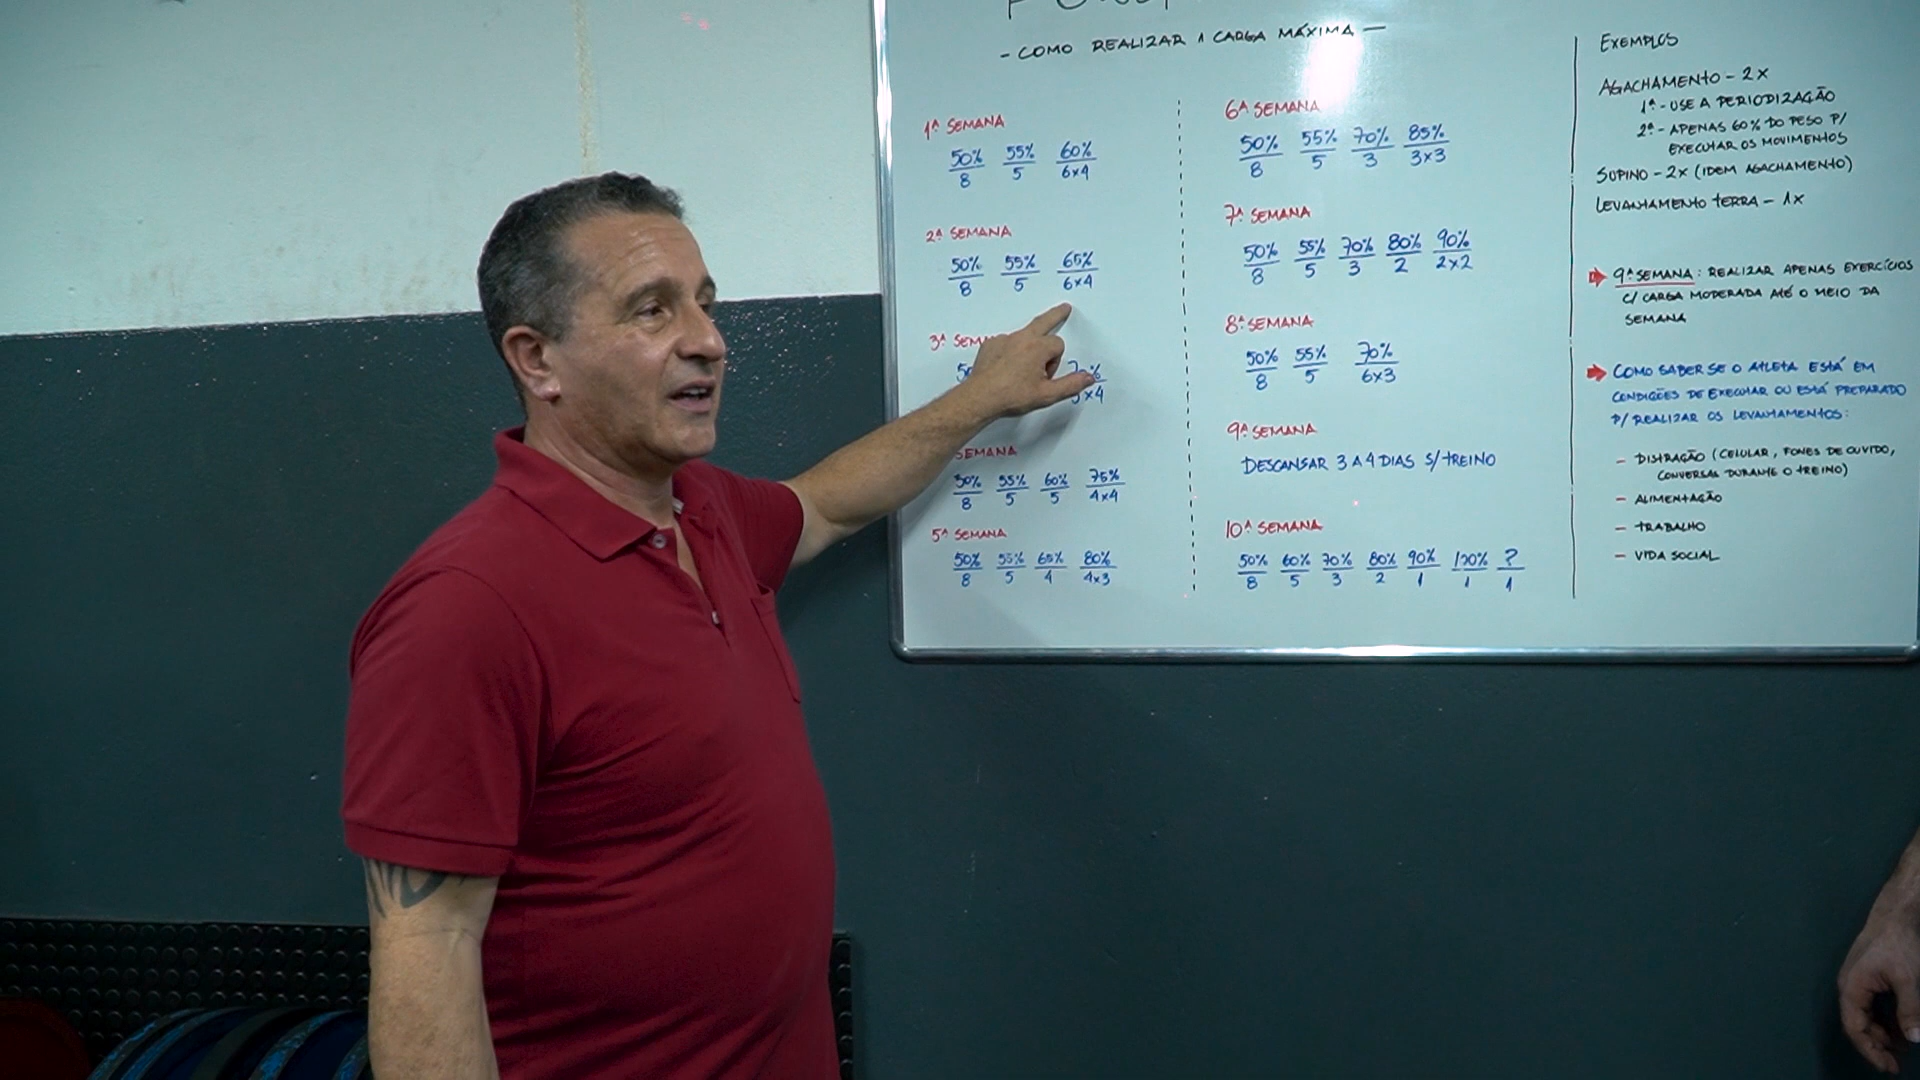 - COMO REALIZAR A CARGA MÁXIMA -
1ª SEMANA
50% 55% 60%
8 5 6x4
2ª SEMANA
50% 55% 65%
8 5 6x4
3ª
x4
SEMANA
50% 55% 60% 75%
8 5 5 4x4
5ª SEMANA
50% 55% 65% 80%
8 5 4 4x3
6ª SEMANA
50% 55% 70% 85%
8 5 3 3x3
7ª SEMANA
50% 55% 70% 80% 90%
8 5 3 2 2x2
8ª SEMANA
50% 55% 70%
8 5 6x3
9ª SEMANA
DESCANSAR 3 A 4 DIAS S/ TREINO
10ª SEMANA
50% 60% 70% 80% 90% 100% ?
8 5 3 2 1 1 1
EXEMPLOS
AGACHAMENTO - 2X
1ª - USE A PERIODIZAÇÃO
2ª - APENAS 60% DO PESO P/
EXECUTAR OS MOVIMENTOS
SUPINO - 2X (IDEM AGACHAMENTO)
LEVANTAMENTO TERRA - 1X
9ª SEMANA: REALIZAR APENAS EXERCÍCIOS
C/ CARGA MODERADA ATÉ O MEIO DA
SEMANA
COMO SABER SE O ATLETA ESTÁ EM
CONDIÇÕES DE EXECUTAR OU ESTÁ PREPARADO
P/ REALIZAR OS LEVANTAMENTOS:
- DISTRAÇÃO (CELULAR, FONES DE OUVIDO,
CONVERSAS DURANTE O TREINO)
- ALIMENTAÇÃO
- TRABALHO
- VIDA SOCIAL